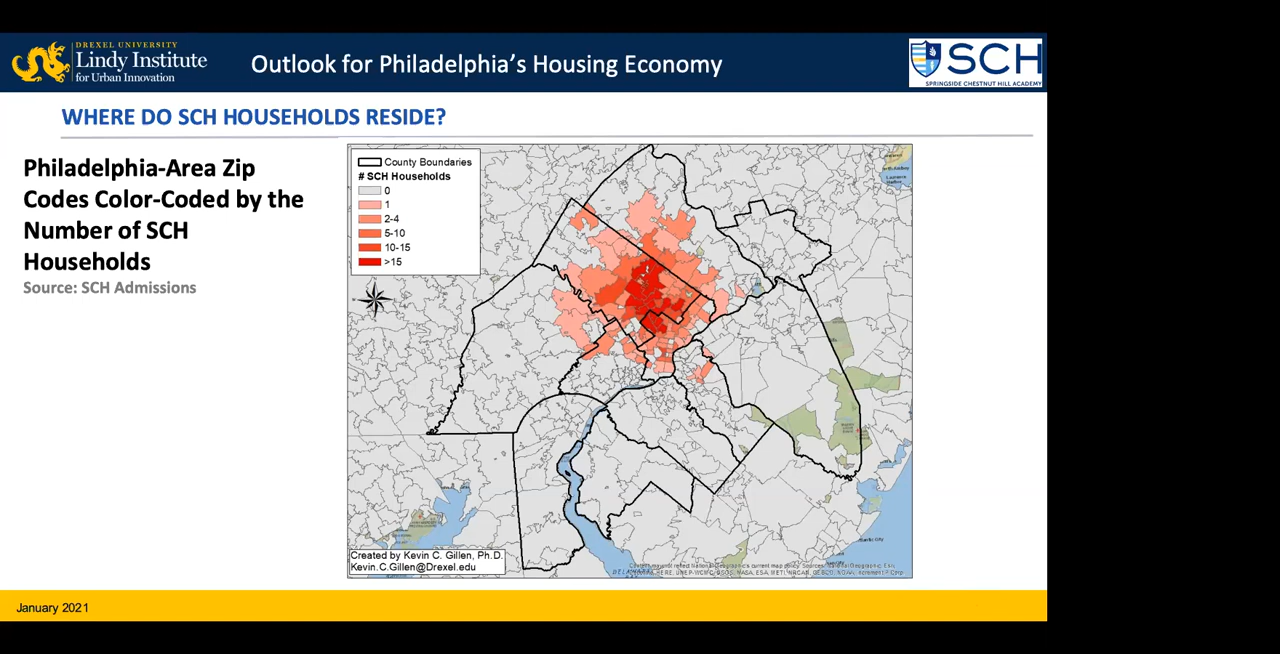 DREXEL UNIVERSITY
Lindy Institute
for Urban Innovation
Outlook for Philadelphia's Housing Economy
SCH
SPRINGSIDE CHESTNUT HILL ACADEMY
WHERE DO SCH HOUSEHOLDS RESIDE?
Philadelphia-Area Zip
Codes Color-Coded by the
Number of SCH
Households
Source: SCH Admissions
County Boundaries
# SCH Households
0
1
2-4
5-10
10-15
>15
Created by Kevin C. Gillen, Ph.D.
Kevin.C.Gillen@Drexel.edu
January 2021